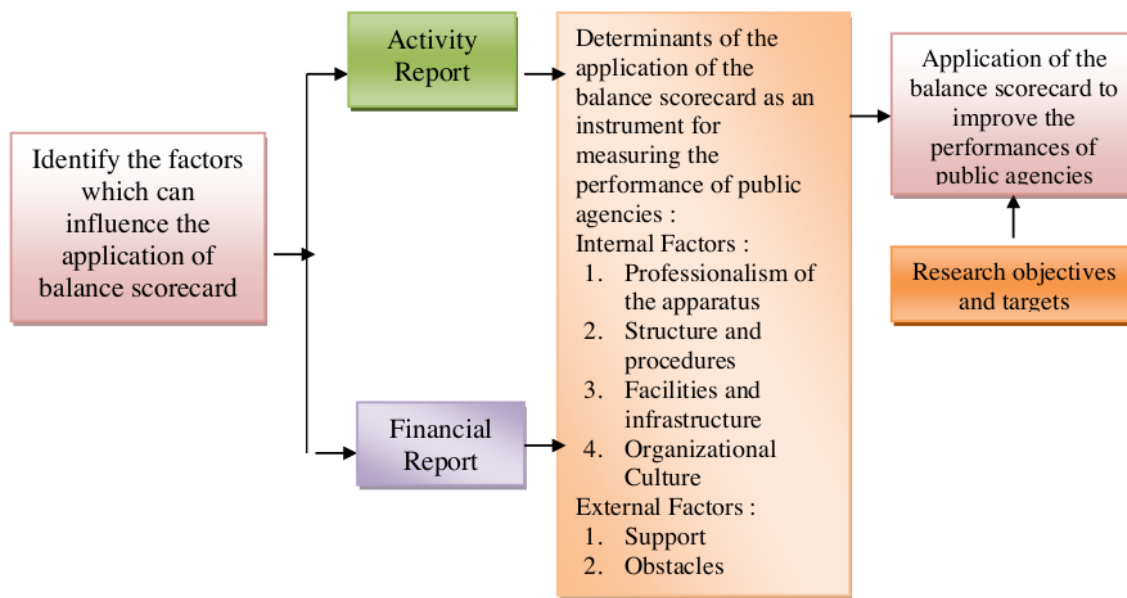 Identify the factors
which can
influence the
application of
balance scorecard
Activity
Report
Financial
Report
Determinants of the
application of the
balance scorecard as an
instrument for
measuring the
performance of public
agencies :
Internal Factors :
1. Professionalism of
the apparatus
2. Structure and
procedures
3. Facilities and
infrastructure
4. Organizational
Culture
External Factors :
1. Support
2. Obstacles
Application of the
balance scorecard to
improve the
performances of
public agencies
Research objectives
and targets